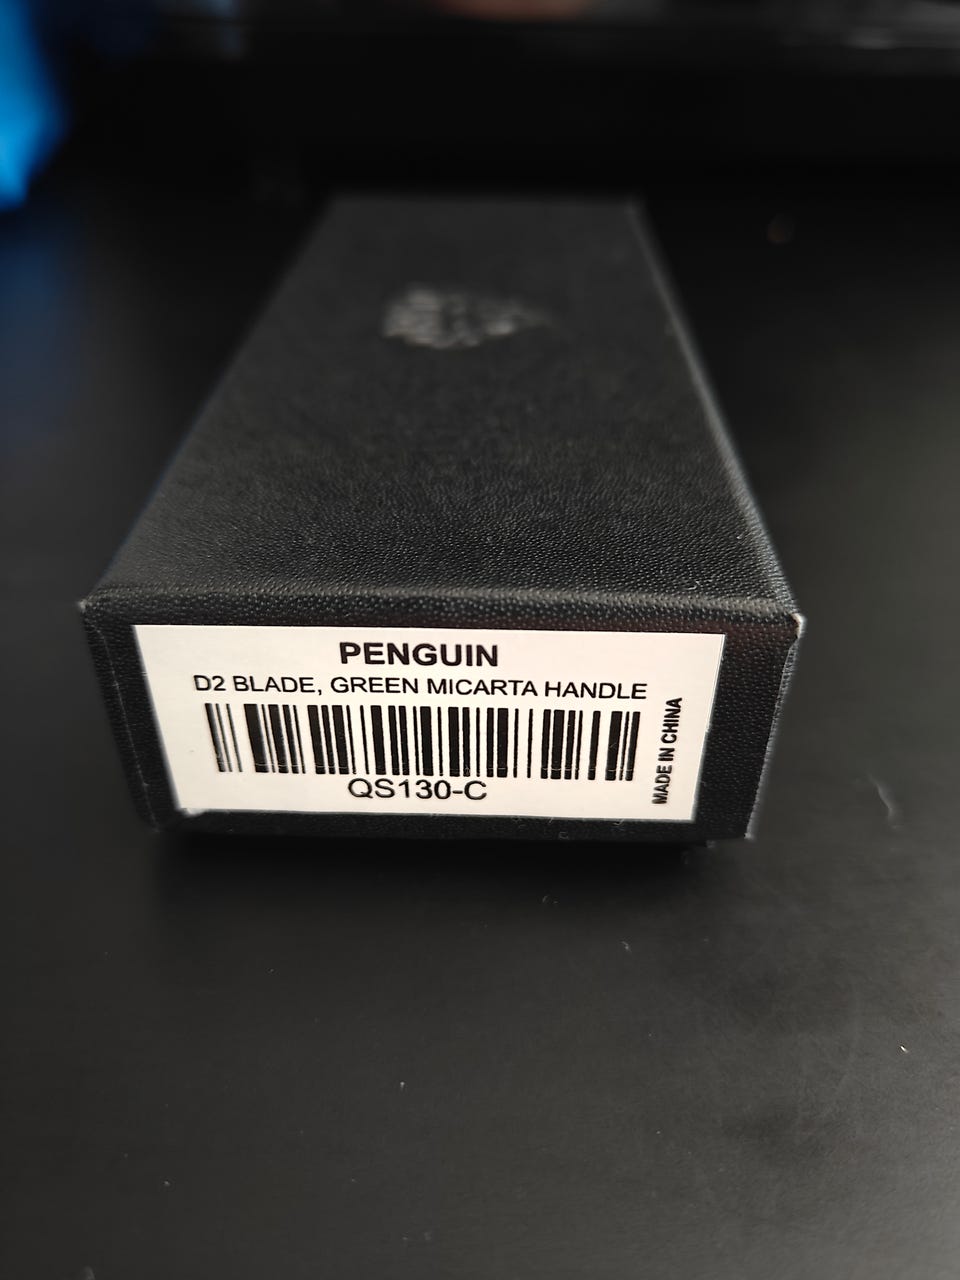 PENGUIN
D2 BLADE, GREEN MICARTA HANDLE
QS130-C
MADE IN CHINA